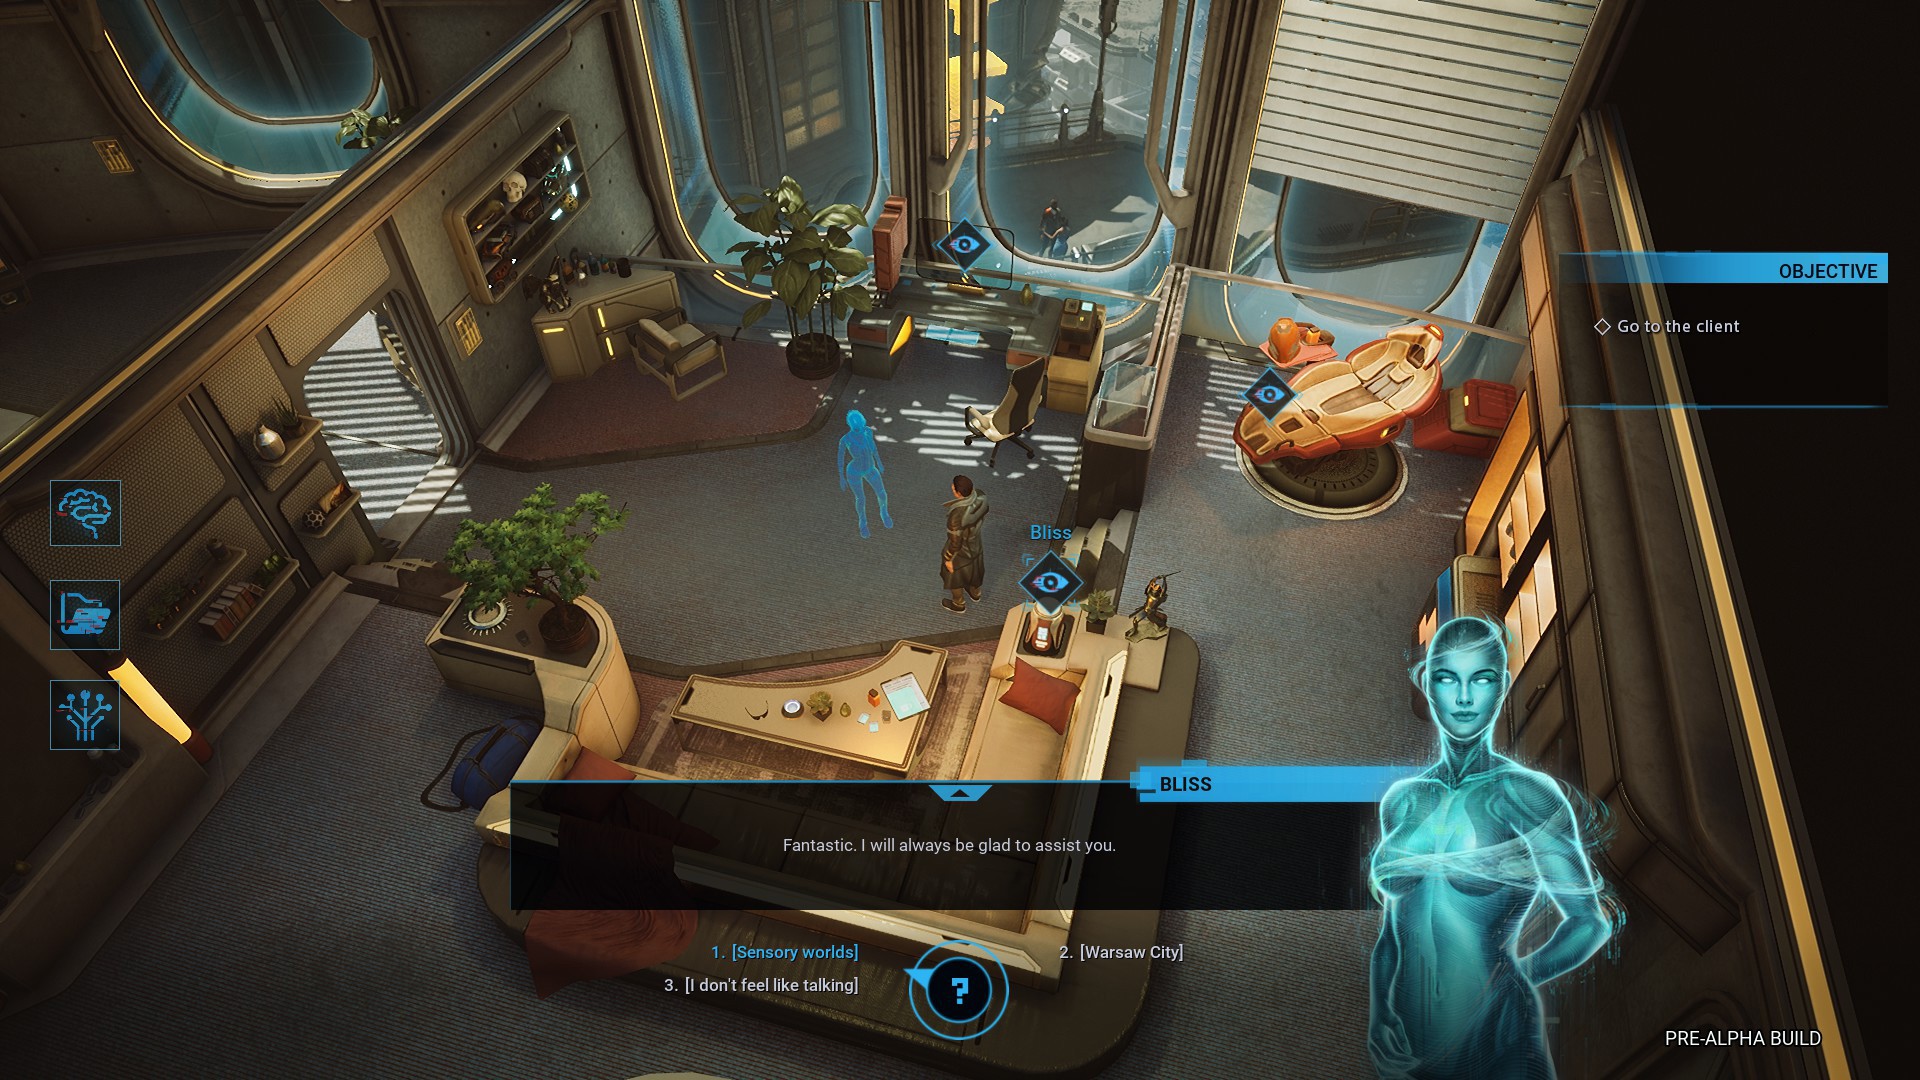 OBJECTIVE
Go to the client
Bliss
BLISS
Fantastic. I will always be glad to assist you.
1. [Sensory worlds]
2. [Warsaw City]
3. [I don't feel like talking]
?
PRE-ALPHA BUILD